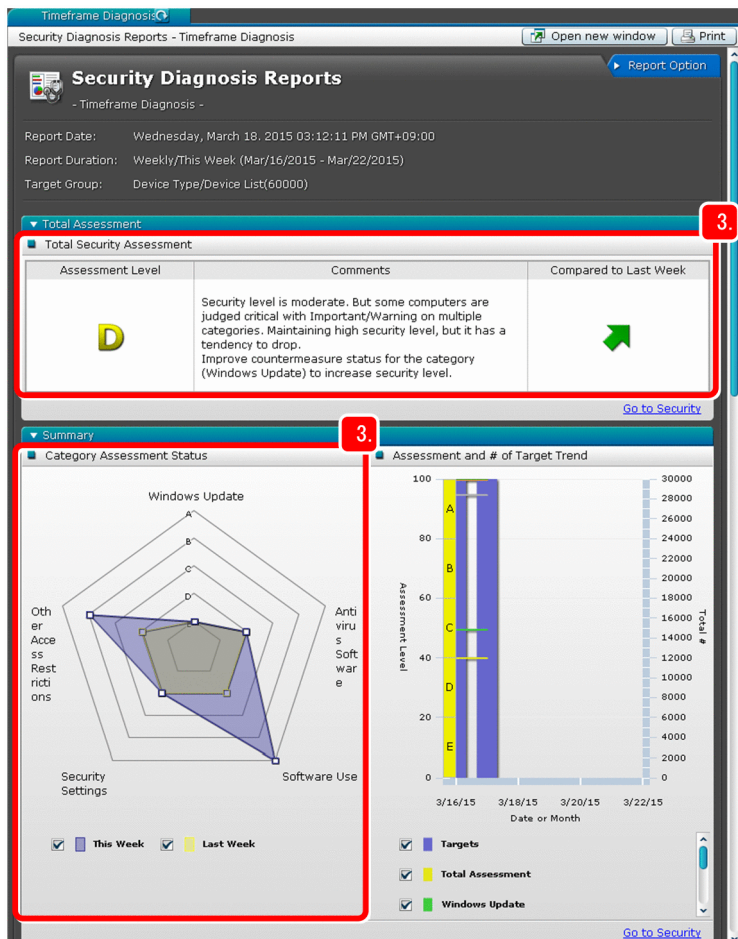 Timeframe Diagnosis
Security Diagnosis Reports - Timeframe Diagnosis
Open new window
Print
Report Option
Security Diagnosis Reports
- Timeframe Diagnosis -
Report Date: Wednesday, March 18. 2015 03:12:11 PM GMT+09:00
Report Duration: Weekly/This Week (Mar/16/2015 - Mar/22/2015)
Target Group: Device Type/Device List(60000)
Total Assessment
3.
Total Security Assessment
Assessment Level
Comments
Compared to Last Week
D
Security level is moderate. But some computers are
judged critical with Important/Warning on multiple
categories. Maintaining high security level, but it has a
tendency to drop.
Improve countermeasure status for the category
(Windows Update) to increase security level.
Go to Security
Summary
3.
Category Assessment Status
Windows Update
A
B
C
D
Oth
er
Acce
ss
Rest
ricti
ons
Anti
viru
s
Soft
war
e
Security
Settings
Software Use
This Week
Last Week
Assessment and # of Target Trend
100
80
60
40
20
0
Assessment Level
A
B
C
D
E
30000
28000
26000
24000
22000
20000
18000
16000
14000
12000
10000
8000
6000
4000
2000
0
Total #
3/16/15 3/18/15 3/20/15 3/22/15
Date or Month
Targets
Total Assessment
Windows Update
Go to Security